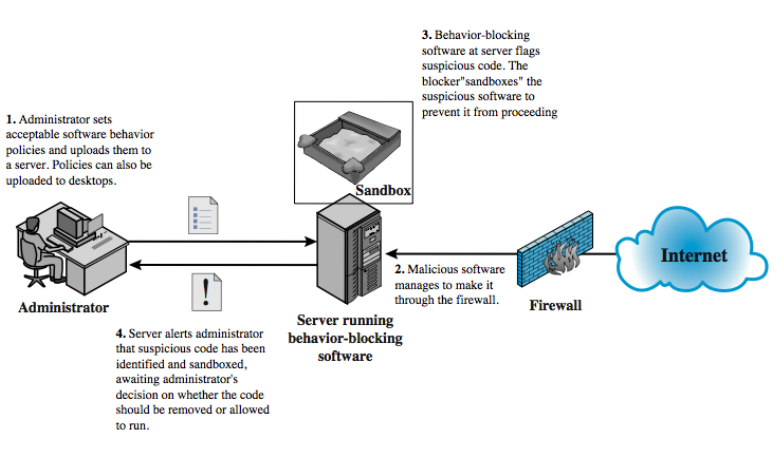 3. Behavior-blocking
software at server flags
suspicious code. The
blocker"sandboxes" the
suspicious software to
prevent it from proceeding
1. Administrator sets
acceptable software behavior
policies and uploads them to
a server. Policies can also be
uploaded to desktops.
Sandbox
Administrator
2. Malicious software
manages to make it
through the firewall.
Internet
Firewall
Server running
behavior-blocking
software
4. Server alerts administrator
that suspicious code has been
identified and sandboxed,
awaiting administrator's
decision on whether the code
should be removed or allowed
to run.
!